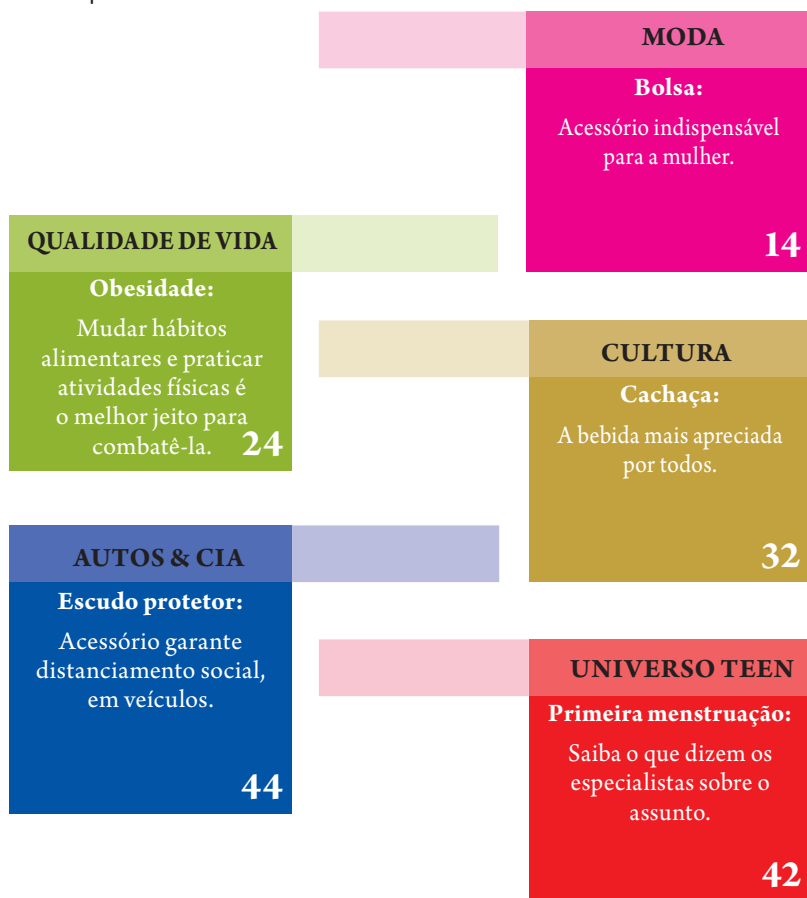 MODA
Bolsa:
Acessório indispensável
para a mulher.
14
QUALIDADE DE VIDA
Obesidade:
Mudar hábitos
alimentares e praticar
atividades físicas é
o melhor jeito para
combatê-la.
24
CULTURA
Cachaça:
A bebida mais apreciada
por todos.
32
AUTOS & CIA
Escudo protetor:
Acessório garante
distanciamento social,
em veículos.
44
UNIVERSO TEEN
Primeira menstruação:
Saiba o que dizem os
especialistas sobre o
assunto.
42